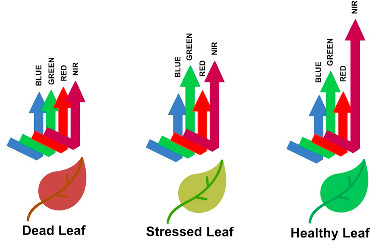 BLUE
GREEN
RED
NIR
BLUE
GREEN
RED
NIR
BLUE
GREEN
RED
NIR
Dead Leaf
Stressed Leaf
Healthy Leaf